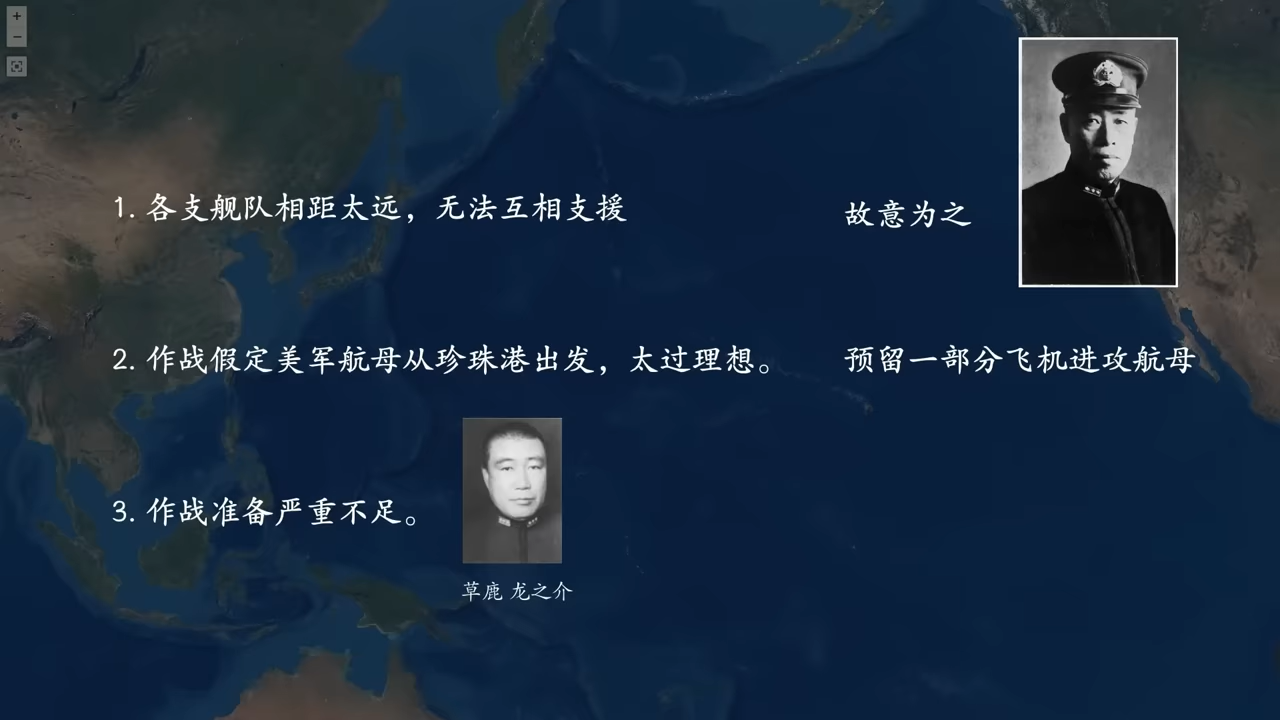 1. 各支舰队相距太远，无法互相支援
故意为之
2. 作战假定美军航母从珍珠港出发，太过理想。
预留一部分飞机进攻航母
3. 作战准备严重不足。
草鹿 龙之介